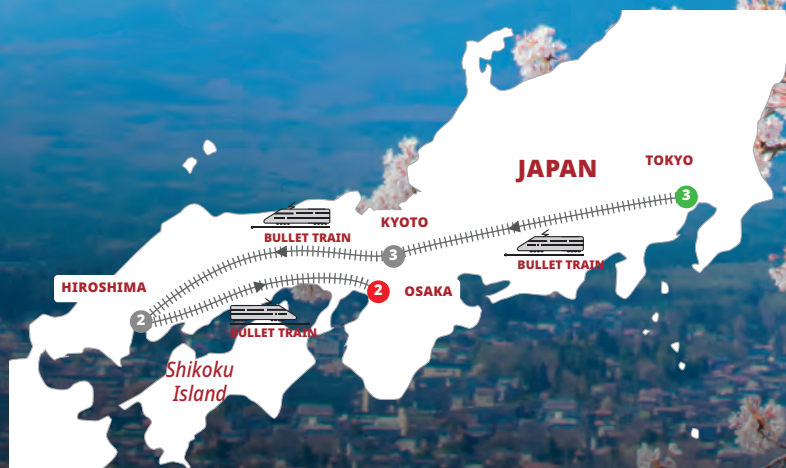 JAPAN
TOKYO
3
BULLET TRAIN
KYOTO
3
BULLET TRAIN
HIROSHIMA
2
OSAKA
2
BULLET TRAIN
Shikoku
Island